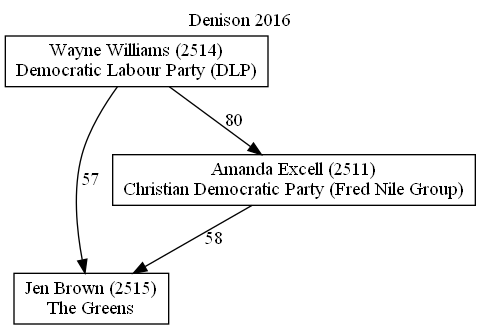 Denison 2016
Wayne Williams (2514)
Democratic Labour Party (DLP)
80
57
Amanda Excell (2511)
Christian Democratic Party (Fred Nile Group)
58
Jen Brown (2515)
The Greens